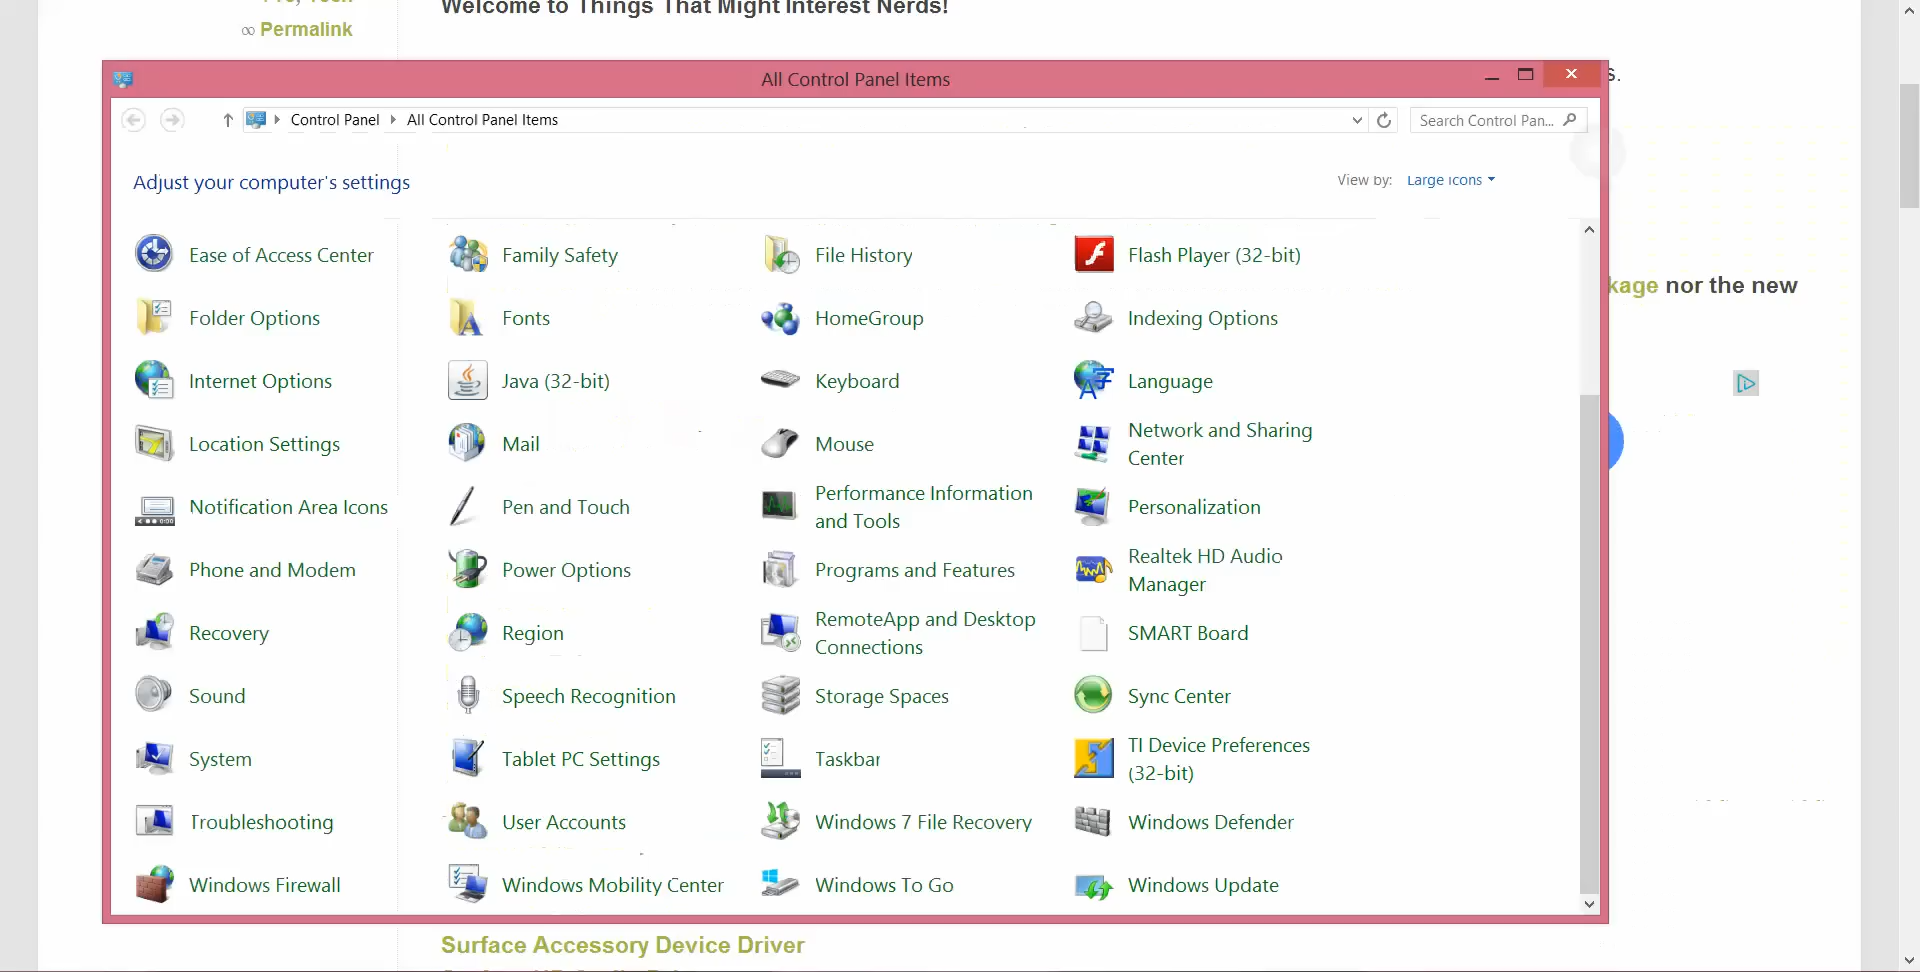 Welcome to Things That Might Interest Nerds!
∞ Permalink
All Control Panel Items
s.
Control Panel All Control Panel Items
Search Control Pan...
Adjust your computer's settings
View by: Large icons
Ease of Access Center
Family Safety
File History
Flash Player (32-bit)
kage nor the new
Folder Options
Fonts
HomeGroup
Indexing Options
Internet Options
Java (32-bit)
Keyboard
Language
Location Settings
Mail
Mouse
Network and Sharing
Center
Notification Area Icons
Pen and Touch
Performance Information
and Tools
Personalization
Phone and Modem
Power Options
Programs and Features
Realtek HD Audio
Manager
Recovery
Region
RemoteApp and Desktop
Connections
SMART Board
Sound
Speech Recognition
Storage Spaces
Sync Center
System
Tablet PC Settings
Taskbar
TI Device Preferences
(32-bit)
Troubleshooting
User Accounts
Windows 7 File Recovery
Windows Defender
Windows Firewall
Windows Mobility Center
Windows To Go
Windows Update
Surface Accessory Device Driver